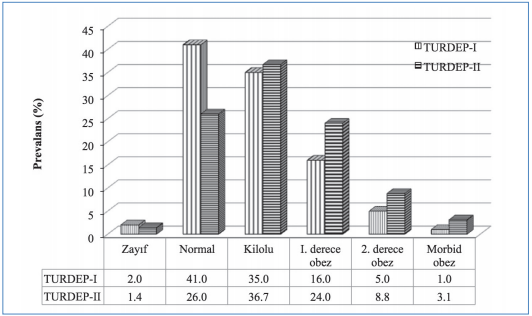 45
40
35
30
25
20
15
10
5
0
Prevalans (%)
TURDEP-I
TURDEP-II
Zayıf Normal Kilolu I. derece obez 2. derece obez Morbid obez
TURDEP-I 2.0 41.0 35.0 16.0 5.0 1.0
TURDEP-II 1.4 26.0 36.7 24.0 8.8 3.1